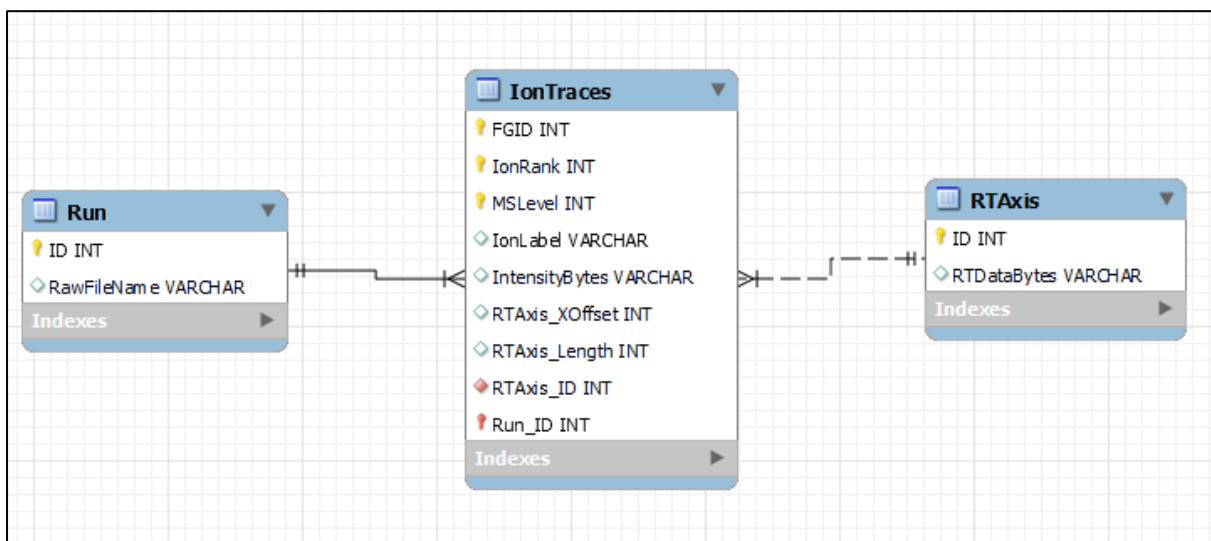 Run
ID INT
RawFileName VARCHAR
Indexes
IonTraces
FGID INT
IonRank INT
MSLevel INT
IonLabel VARCHAR
IntensityBytes VARCHAR
RTAxis_XOffset INT
RTAxis_Length INT
RTAxis_ID INT
Run_ID INT
Indexes
RTAxis
ID INT
RTDataBytes VARCHAR
Indexes